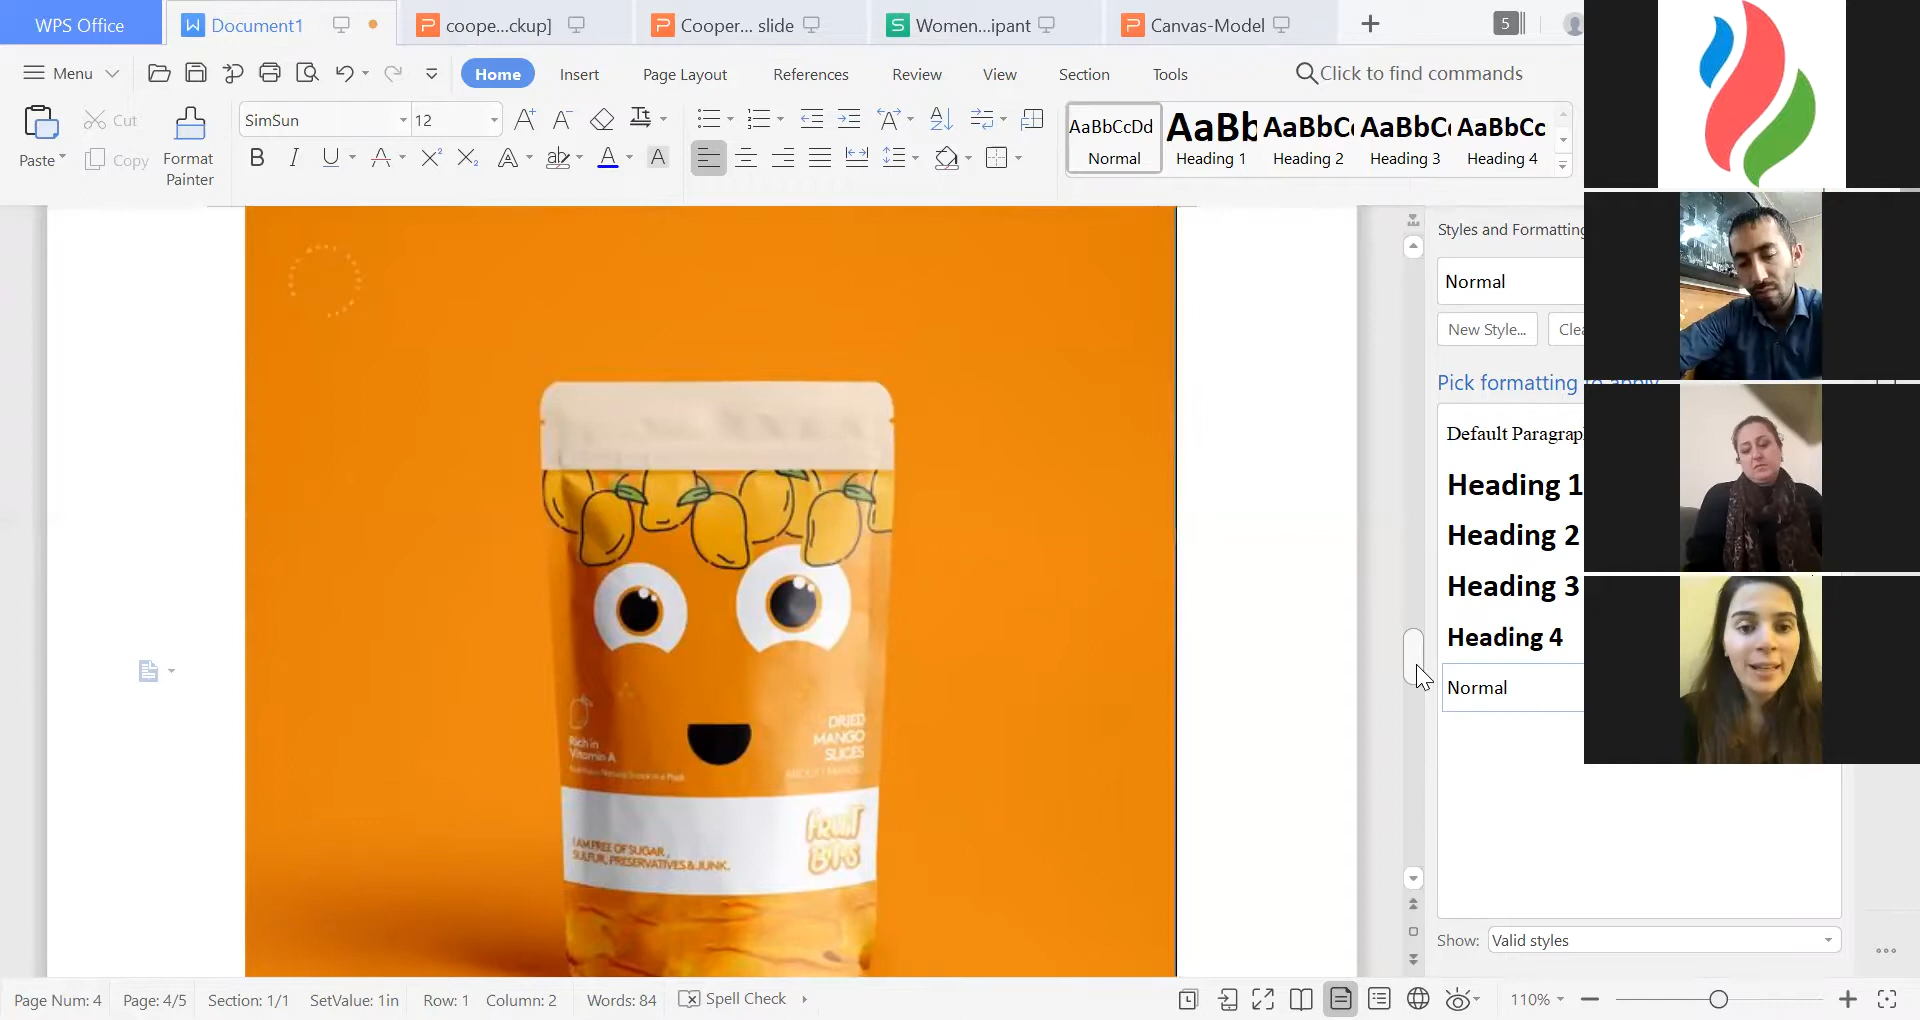 WPS Office
Document1
coope...ckup]
Cooper... slide
Women...ipant
Canvas-Model
5
Menu
Home
Insert
Page Layout
References
Review
View
Section
Tools
Click to find commands
Paste
Cut
Copy
Format
Painter
SimSun
12
AaBbCcDd
Normal
AaBb
Heading 1
AaBbC
Heading 2
AaBbC
Heading 3
AaBbCc
Heading 4
Styles and Formatting
Normal
New Style...
Clea
Pick formatting to apply
Default Paragrap
Heading 1
Heading 2
Heading 3
Heading 4
Normal
Show:
Valid styles
Rich in
Vitamin A
DRIED
MANGO
SLICES
I AM FREE OF SUGAR,
SULFUR, PRESERVATIVES & JUNK.
FRUIT
BITS
Page Num: 4
Page: 4/5
Section: 1/1
SetValue: 1in
Row: 1
Column: 2
Words: 84
Spell Check
110%